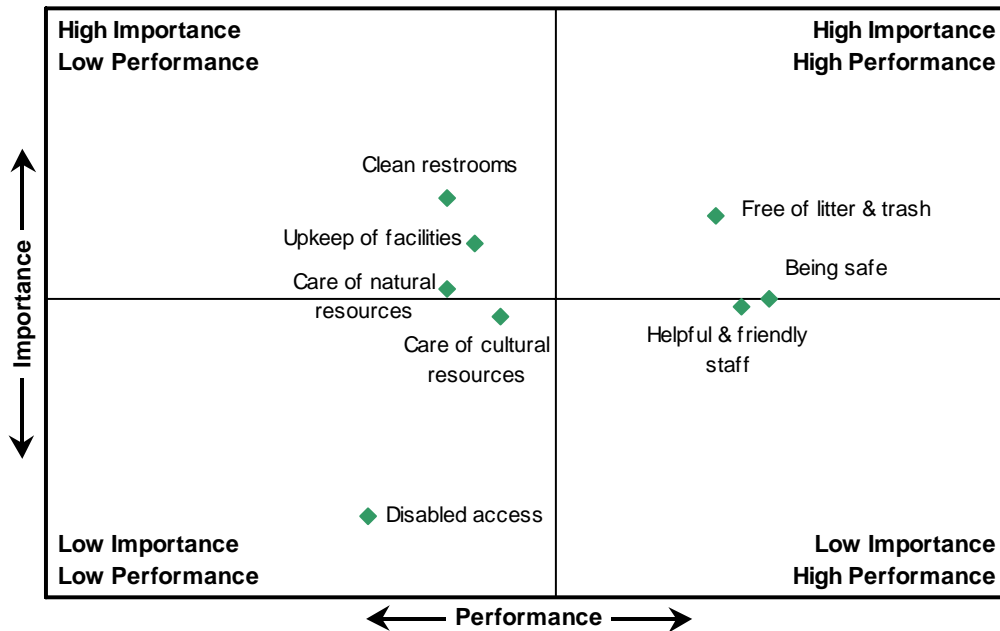 High Importance
Low Performance
High Importance
High Performance
Clean restrooms
Free of litter & trash
Upkeep of facilities
Being safe
Care of natural
resources
Helpful & friendly
staff
Care of cultural
resources
Importance
Disabled access
Low Importance
Low Performance
Low Importance
High Performance
Performance